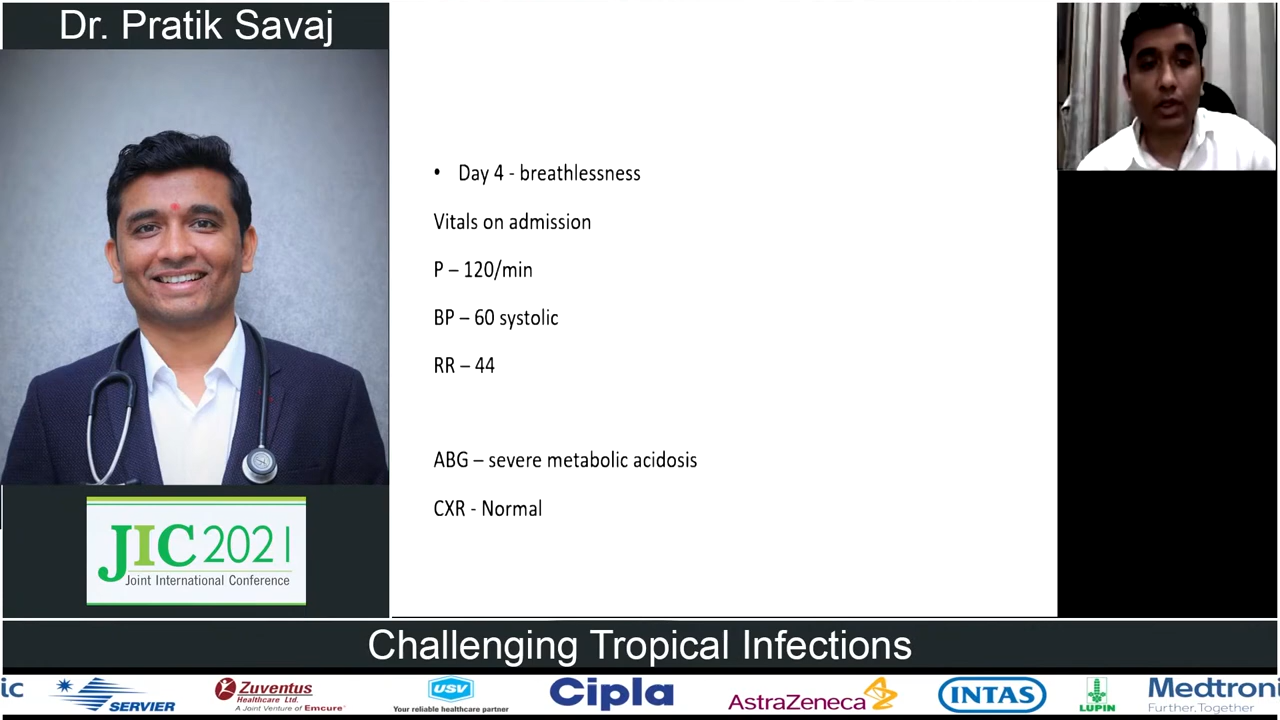 Dr. Pratik Savaj
• Day 4 - breathlessness
Vitals on admission
P – 120/min
BP – 60 systolic
RR – 44
ABG – severe metabolic acidosis
CXR - Normal
JIC 2021
Joint International Conference
Challenging Tropical Infections
ic
SERVIER
Zuventus
Healthcare Ltd.
A Joint Venture of Emcure
USV
Your reliable healthcare partner
Cipla
AstraZeneca
INTAS
LUPIN
Medtroni
Further, Together